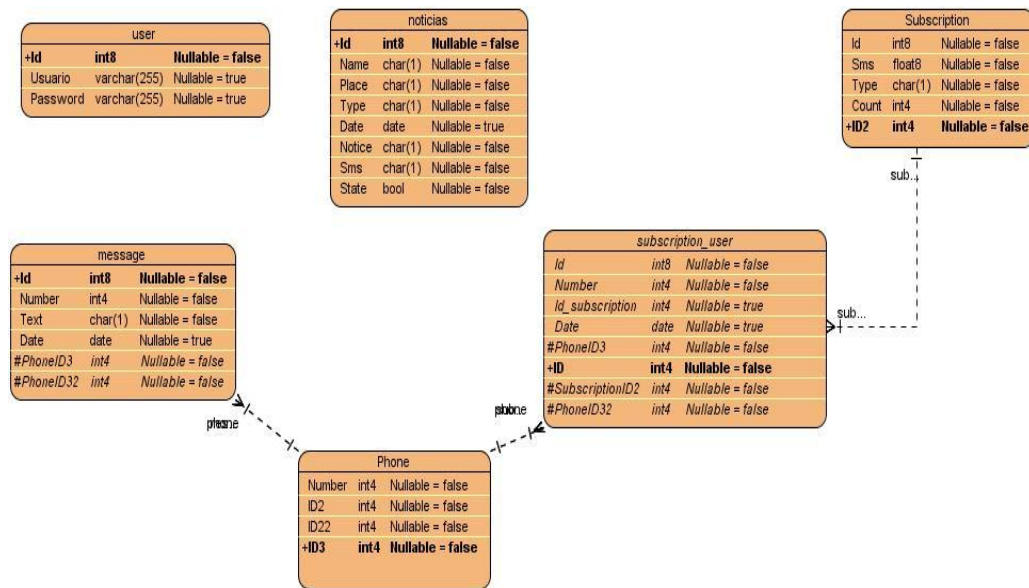 user
+Id int8 Nullable = false
Usuario varchar(255) Nullable = true
Password varchar(255) Nullable = true
noticias
+Id int8 Nullable = false
Name char(1) Nullable = false
Place char(1) Nullable = false
Type char(1) Nullable = false
Date date Nullable = true
Notice char(1) Nullable = false
Sms char(1) Nullable = false
State bool Nullable = false
Subscription
Id int8 Nullable = false
Sms float8 Nullable = false
Type char(1) Nullable = false
Count int4 Nullable = false
+ID2 int4 Nullable = false
sub...
message
+Id int8 Nullable = false
Number int4 Nullable = false
Text char(1) Nullable = false
Date date Nullable = true
#PhoneID3 int4 Nullable = false
#PhoneID32 int4 Nullable = false
subscription_user
Id int8 Nullable = false
Number int4 Nullable = false
Id_subscription int4 Nullable = true
Date date Nullable = true
#PhoneID3 int4 Nullable = false
+ID int4 Nullable = false
#SubscriptionID2 int4 Nullable = false
#PhoneID32 int4 Nullable = false
sub...
Phone
Number int4 Nullable = false
ID2 int4 Nullable = false
ID22 int4 Nullable = false
+ID3 int4 Nullable = false